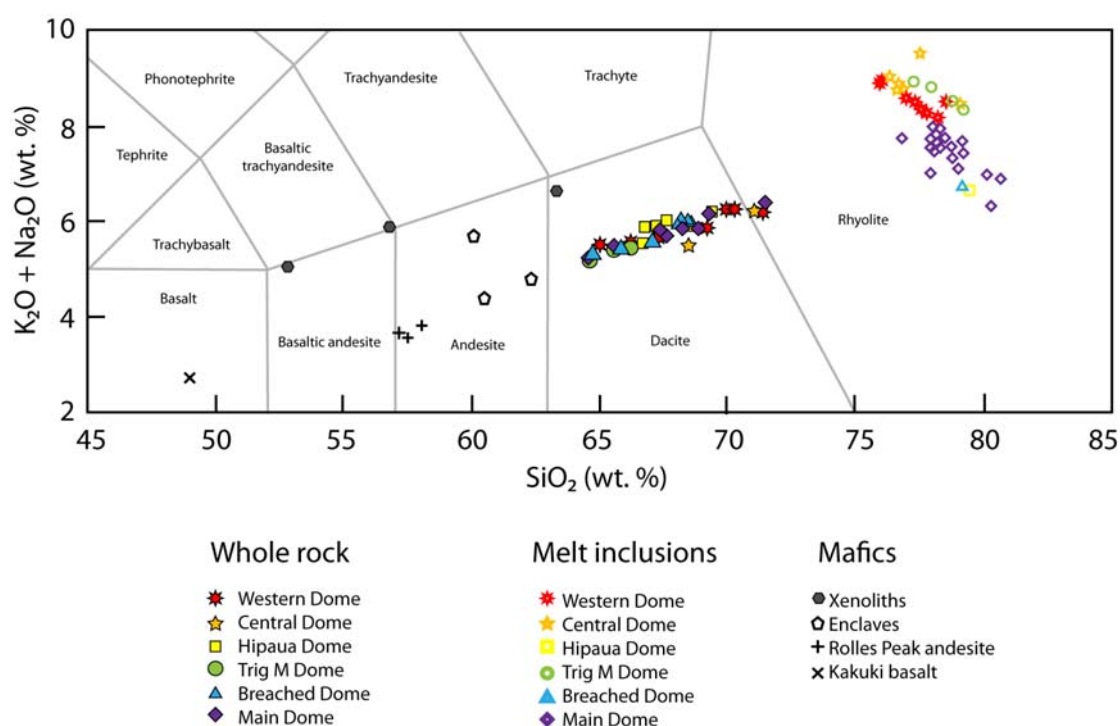 10
8
6
4
2
K₂O + Na₂O (wt. %)
Phonotephrite
Trachyandesite
Trachyte
Tephrite
Basaltic
trachyandesite
Rhyolite
Trachybasalt
Basalt
Basaltic andesite
Andesite
Dacite
45 50 55 60 65 70 75 80 85
SiO₂ (wt. %)
Whole rock
Western Dome
Central Dome
Hipaua Dome
Trig M Dome
Breached Dome
Main Dome
Melt inclusions
Western Dome
Central Dome
Hipaua Dome
Trig M Dome
Breached Dome
Main Dome
Mafics
Xenoliths
Enclaves
Rolles Peak andesite
Kakuki basalt